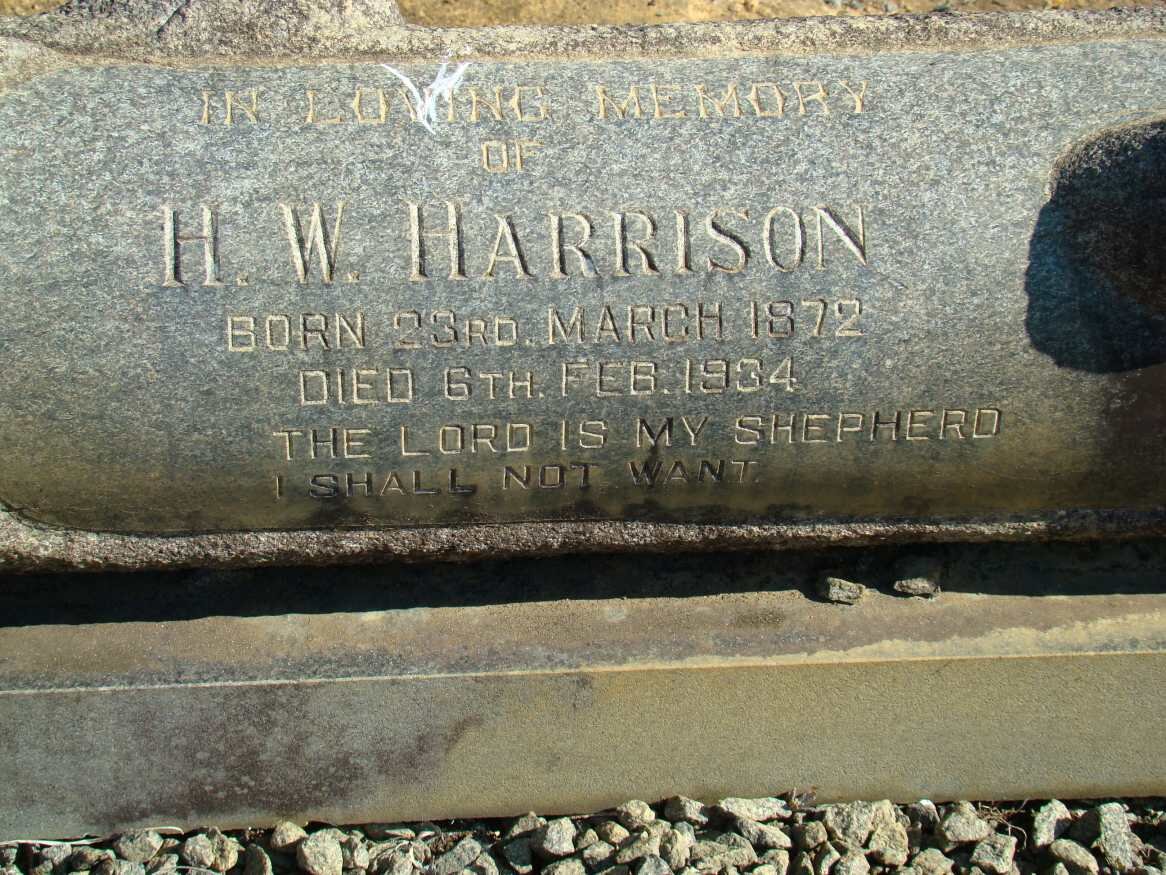 IN LOVING MEMORY
OF
H. W. HARRISON
BORN 23RD. MARCH 1872
DIED 6TH. FEB. 1934
THE LORD IS MY SHEPHERD
I SHALL NOT WANT.